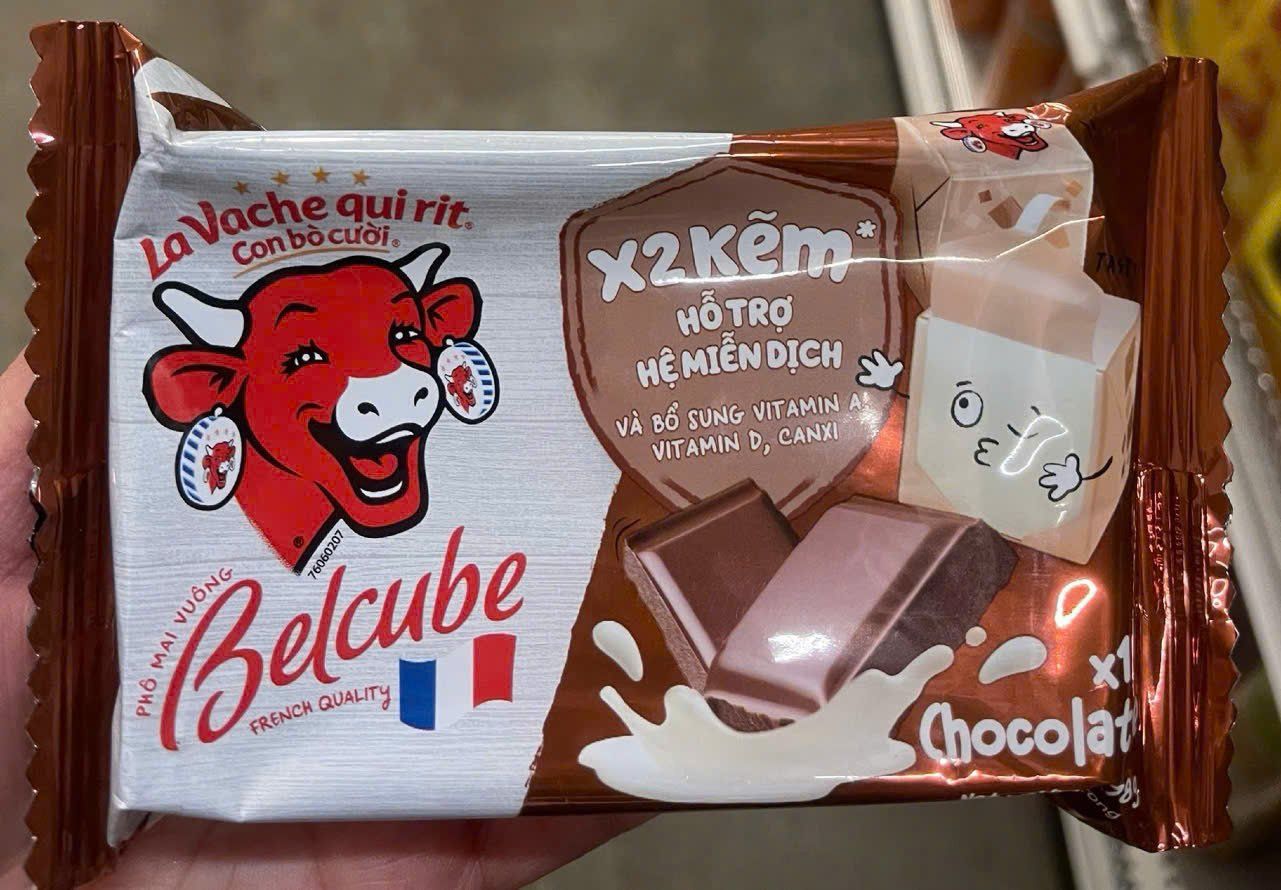 La Vache qui rit®
Con bò cười®
76060207
PHÔ MAI VUÔNG
Belcube
FRENCH QUALITY
X2 Kẽm*
HỖ TRỢ
HỆ MIỄN DỊCH
VÀ BỔ SUNG VITAMIN A,
VITAMIN D, CANXI
Chocolat